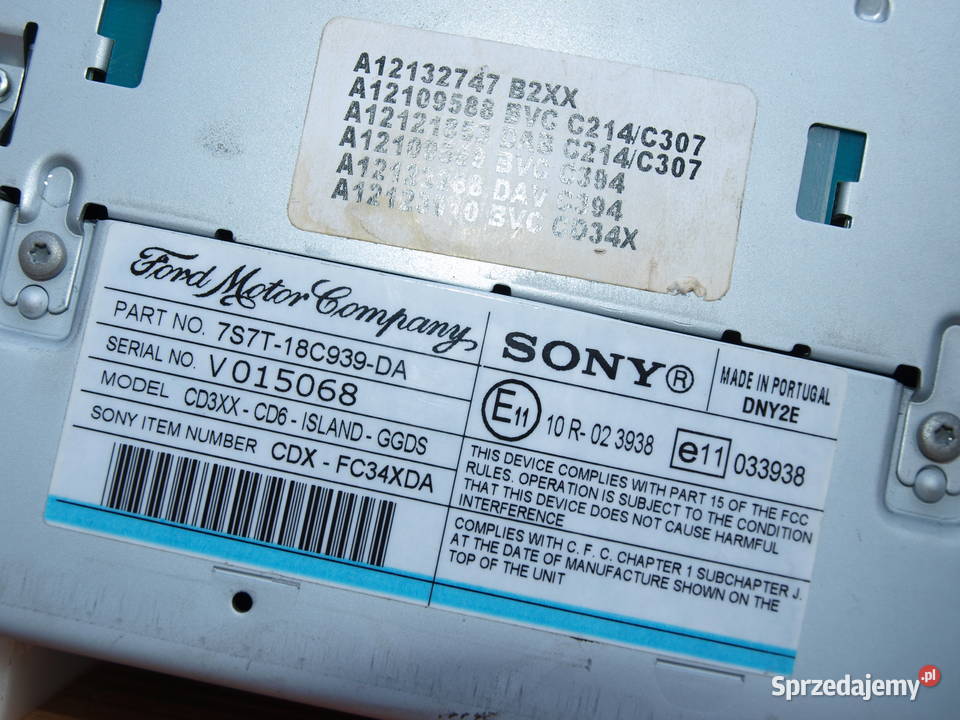 A12132747 B2XX
A12109588 BVC C214/C307
C214/C307
BVC C394
DAV C394
CD34X
Ford Motor Company
PART NO. 7S7T-18C939-DA
SERIAL NO. V015068
MODEL CD3XX - CD6 - ISLAND - GGDS
SONY ITEM NUMBER CDX - FC34XDA
SONY®
MADE IN PORTUGAL
DNY2E
E11 10 R- 02 3938 e11 033938
THIS DEVICE COMPLIES WITH PART 15 OF THE FCC
RULES. OPERATION IS SUBJECT TO THE CONDITION
THAT THIS DEVICE DOES NOT CAUSE HARMFUL
INTERFERENCE
COMPLIES WITH C. F. C. CHAPTER 1 SUBCHAPTER J.
AT THE DATE OF MANUFACTURE SHOWN ON THE
TOP OF THE UNIT
Sprzedajemy.pl